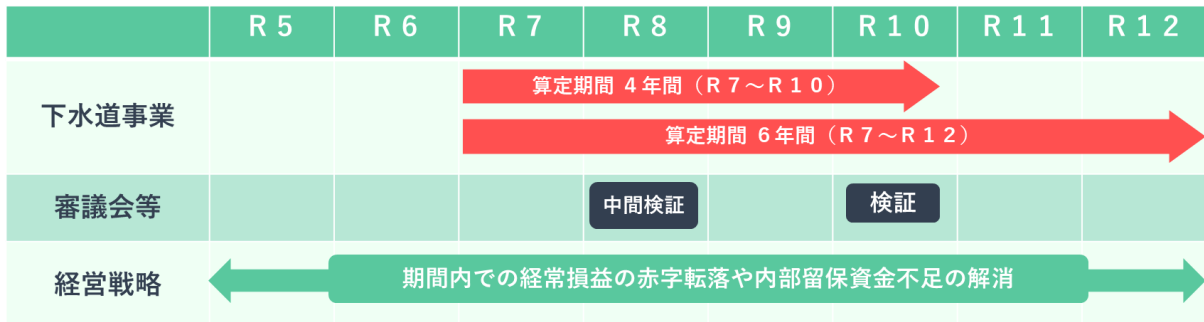 Ｒ５ Ｒ６ Ｒ７ Ｒ８ Ｒ９ Ｒ１０ Ｒ１１ Ｒ１２
算定期間 ４年間（Ｒ７～Ｒ１０）
下水道事業
算定期間 ６年間（Ｒ７～Ｒ１２）
審議会等 中間検証 検証
経営戦略 期間内での経常損益の赤字転落や内部留保資金不足の解消